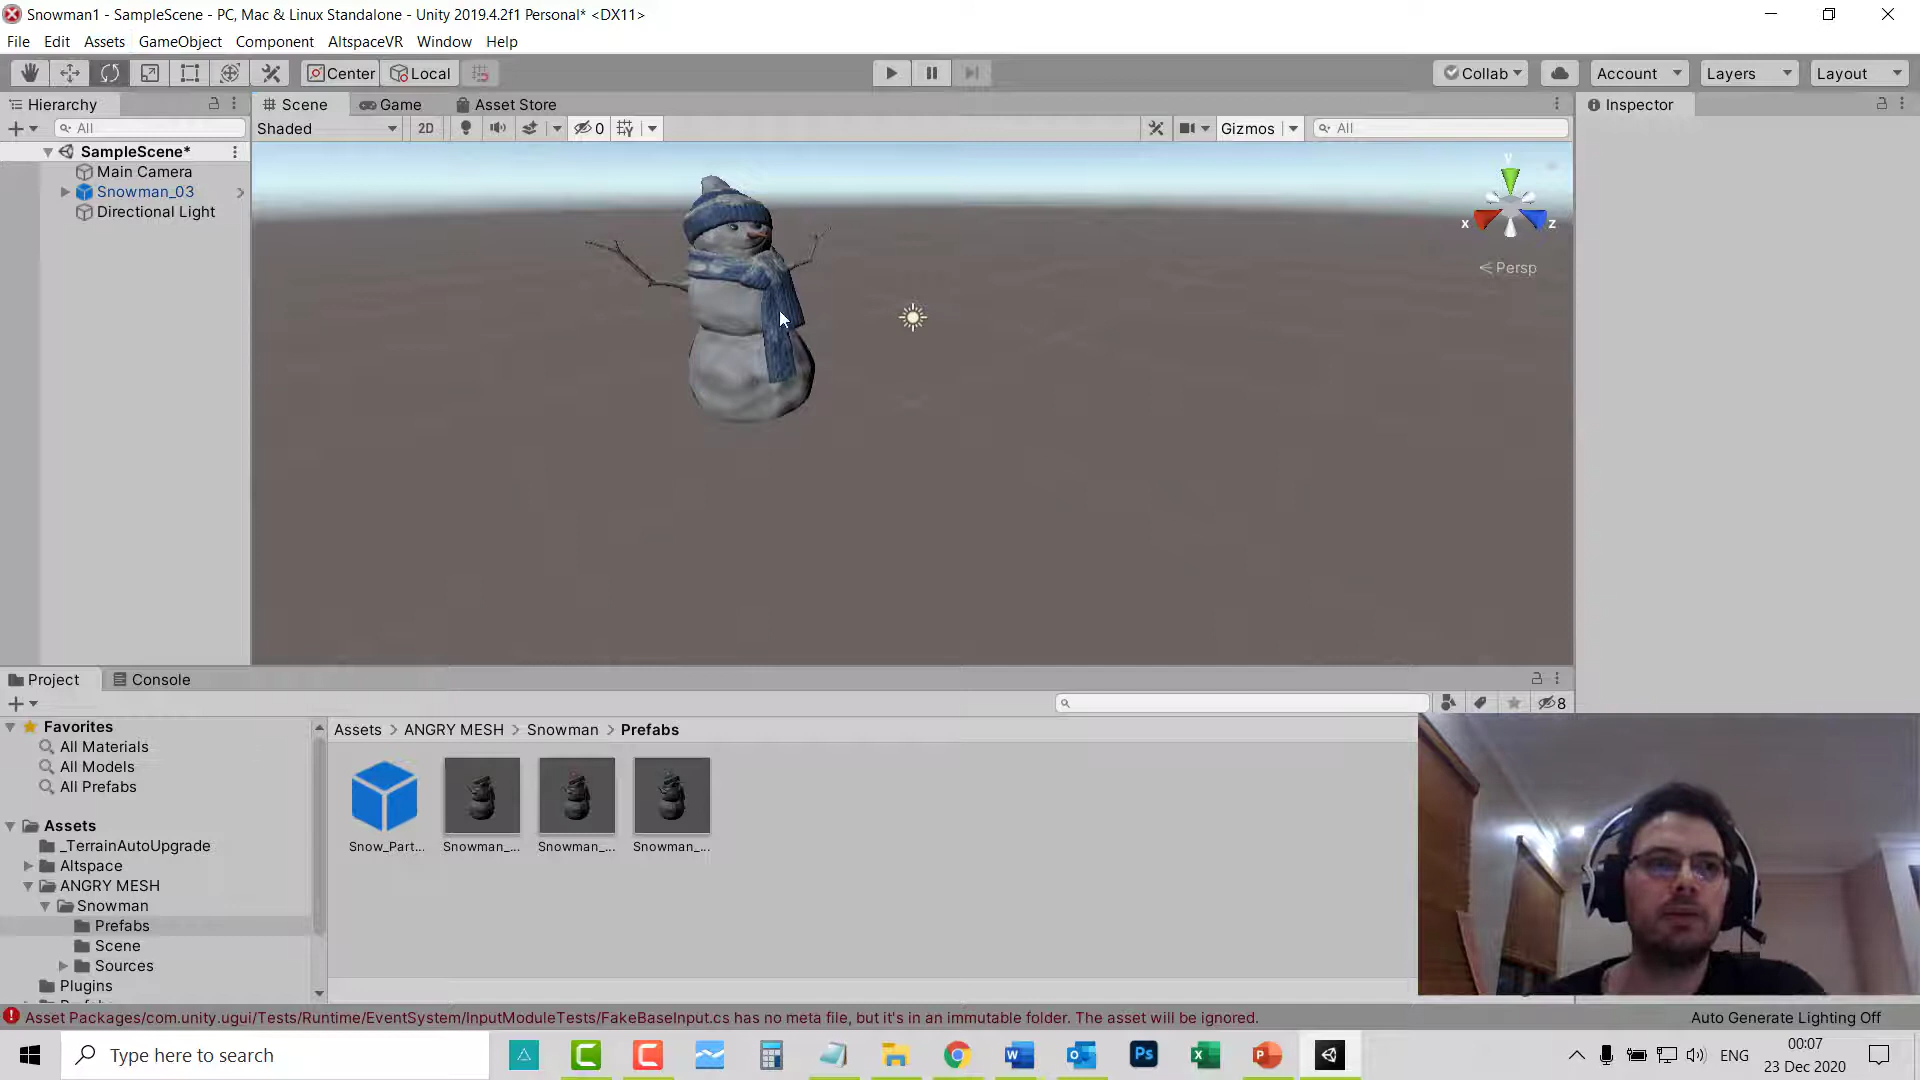 Snowman1 - SampleScene - PC, Mac & Linux Standalone - Unity 2019.4.2f1 Personal* <DX11>
File Edit Assets GameObject Component AltspaceVR Window Help
Center Local Collab Account Layers Layout
Hierarchy Scene Game Asset Store Inspector
All Shaded 2D 0 Gizmos All
SampleScene*
Main Camera
Snowman_03
Directional Light
y
x z
Persp
Project Console
8
Favorites
All Materials
All Models
All Prefabs
Assets
_TerrainAutoUpgrade
Altspace
ANGRY MESH
Snowman
Prefabs
Scene
Sources
Plugins
Assets > ANGRY MESH > Snowman > Prefabs
Snow_Part... Snowman_... Snowman_... Snowman_...
Asset Packages/com.unity.ugui/Tests/Runtime/EventSystem/InputModuleTests/FakeBaseInput.cs has no meta file, but it's in an immutable folder. The asset will be ignored.
Auto Generate Lighting Off
Type here to search
ENG
00:07
23 Dec 2020